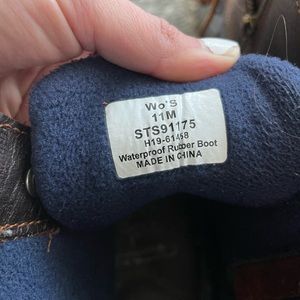 Wo'S
11M
STS91175
H19-61458
Waterproof Rubber Boot
MADE IN CHINA